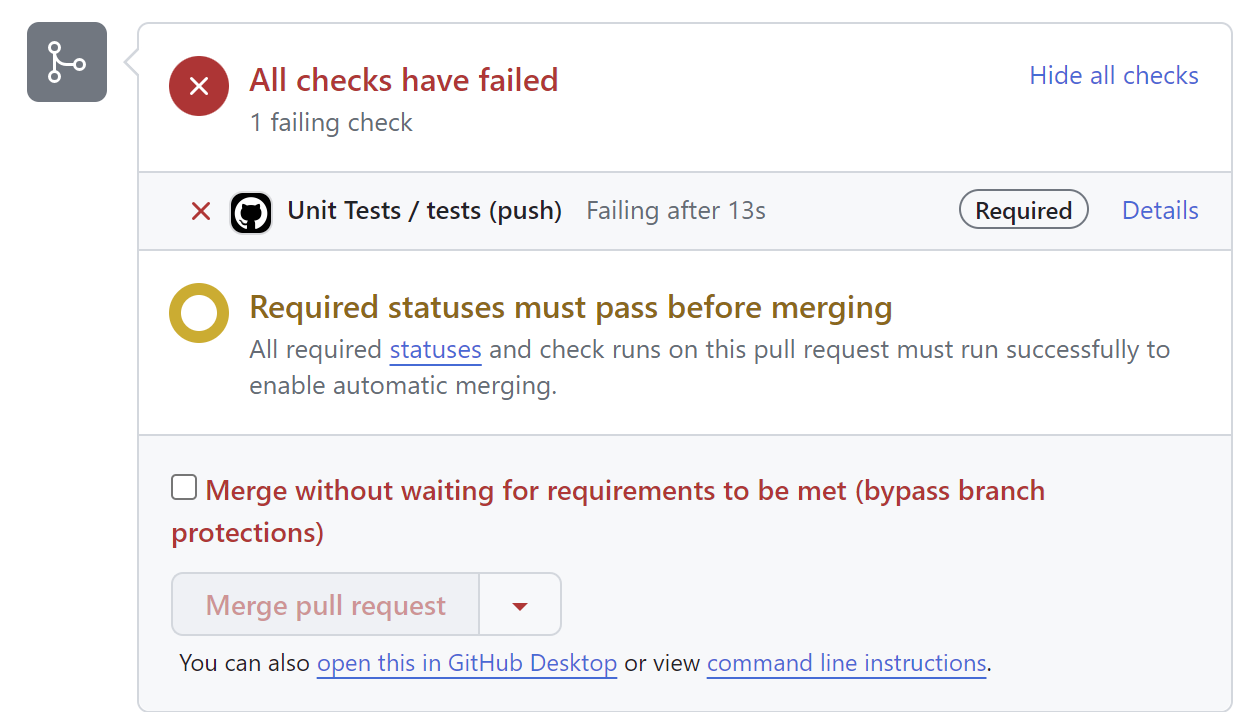 All checks have failed
Hide all checks
1 failing check
Unit Tests / tests (push) Failing after 13s Required Details
Required statuses must pass before merging
All required statuses and check runs on this pull request must run successfully to
enable automatic merging.
Merge without waiting for requirements to be met (bypass branch
protections)
Merge pull request
You can also open this in GitHub Desktop or view command line instructions.